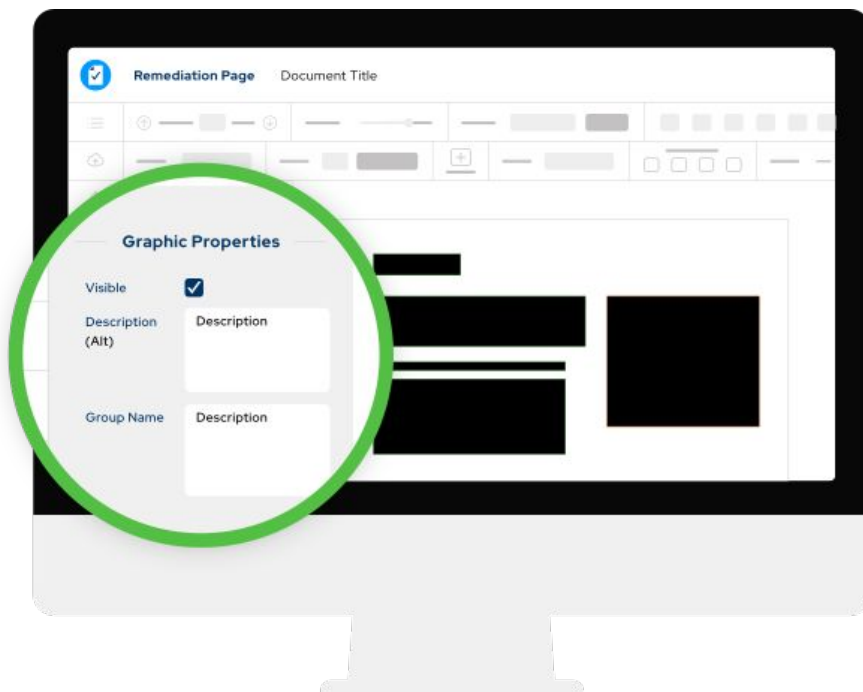 Remediation Page Document Title
Graphic Properties
Visible
Description
(Alt)
Description
Group Name
Description